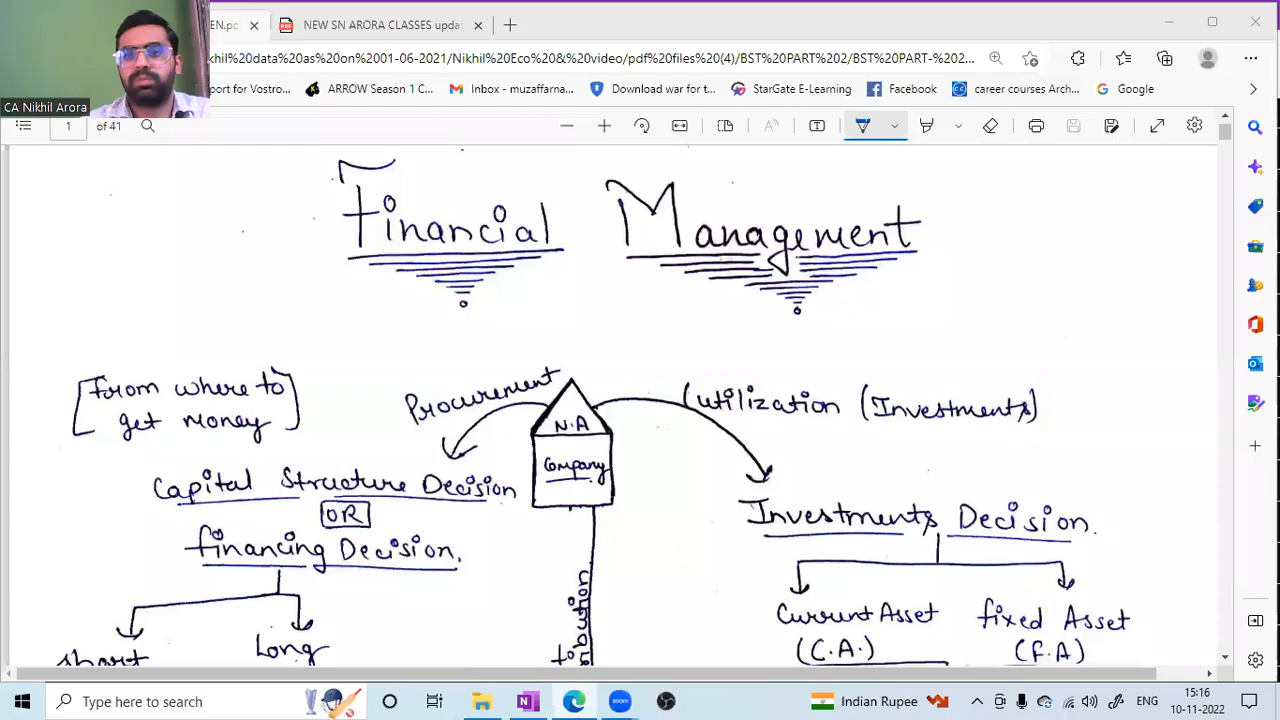 EN.pc
NEW SN ARORA CLASSES upda
khil%20data%20as%20on%2001-06-2021/Nikhil%20Eco%20&%20video/pdf%20files%20(4)/BST%20PART%202/BST%20PART-%202...
CA Nikhil Arora
por for Vostro...
ARROW Season 1 C...
Inbox - muzaffarna...
Download war for t...
StarGate E-Learning
Facebook
career courses Arch...
Google
1 of 41
Financial Management
[From where to get money]
Procurement
N.A
Company
Utilization (Investments)
Capital Structure Decision
OR
financing Decision.
Investments Decision.
Current Asset (C.A.)
fixed Asset (F.A)
short
Long
Type here to search
Indian Rupee
ENG
15:16
10-11-2022